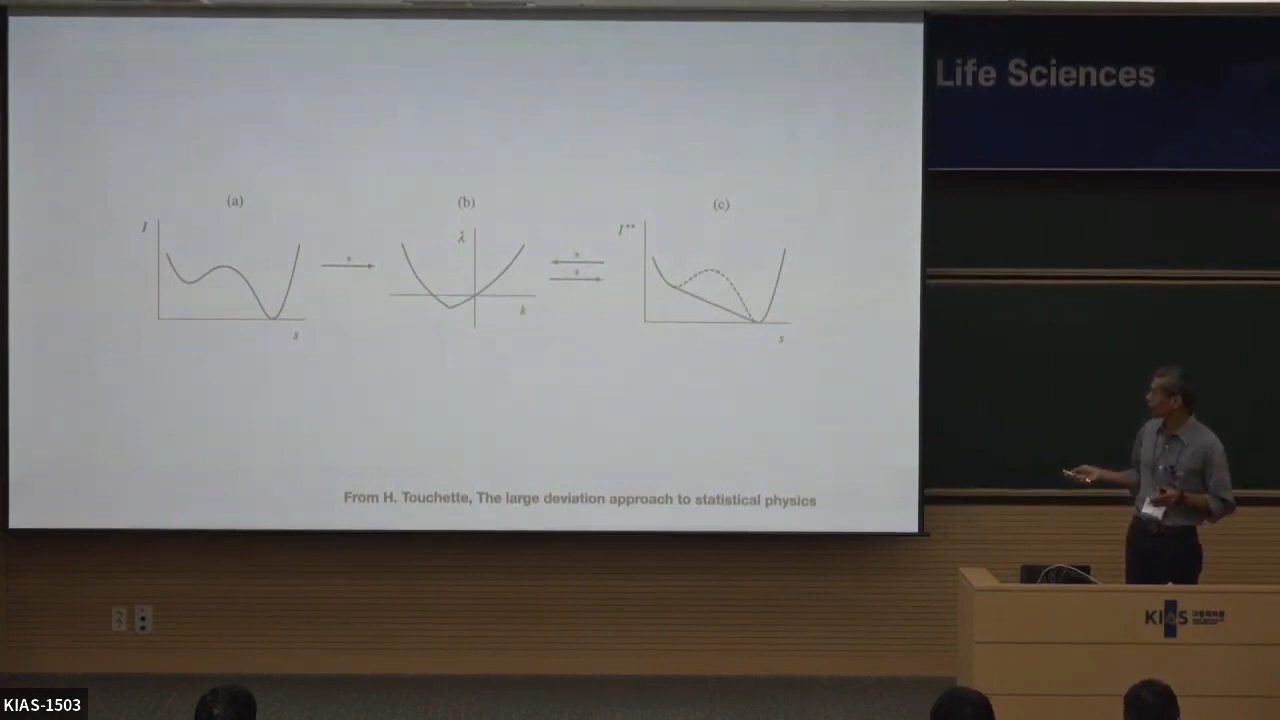 Life Sciences
(a)
(b)
(c)
I
λ
I**
*
*
*
k
s
s
From H. Touchette, The large deviation approach to statistical physics
KIAS
KIAS-1503